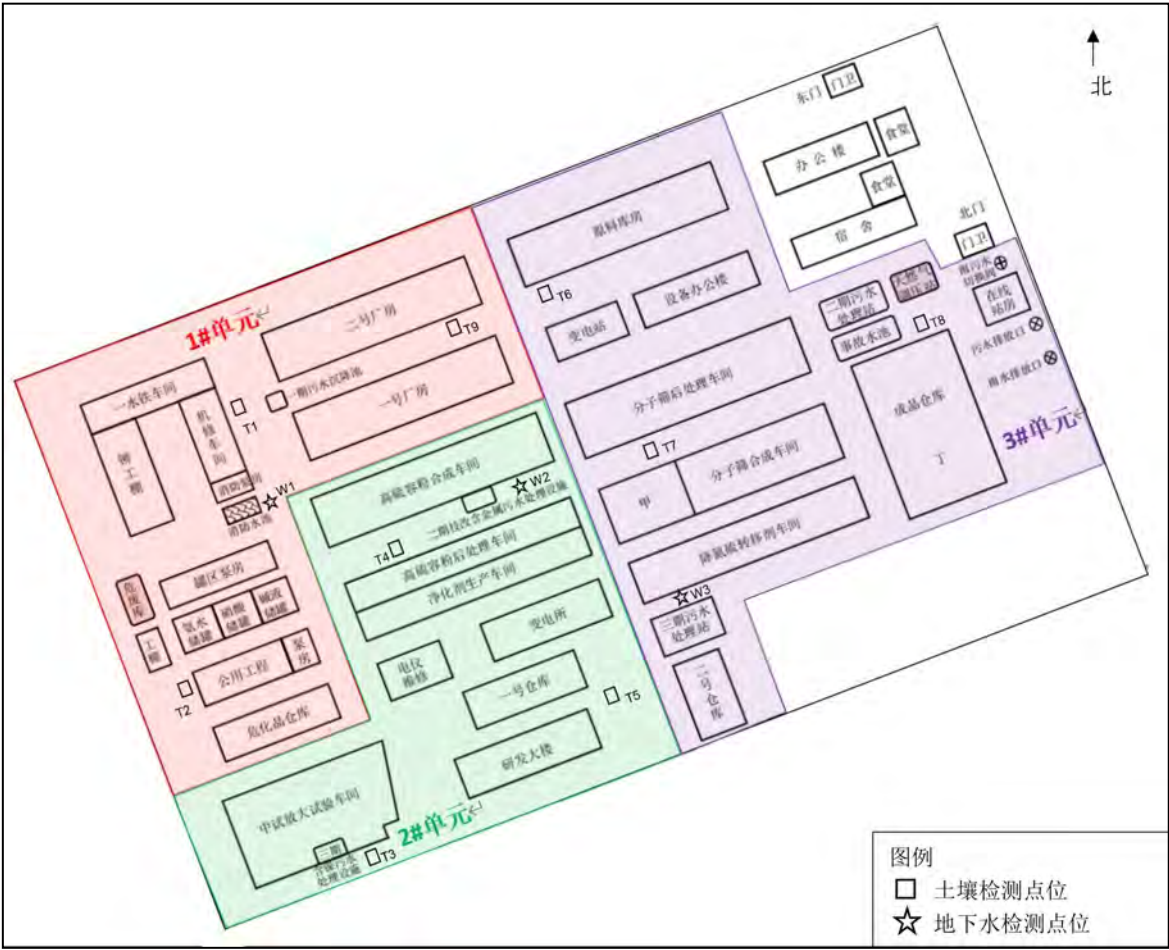 北
东门
门卫
办公楼
食堂
食堂
宿舍
北门
门卫
雨污水
切换阀
在线
站房
污水排放口
雨水排放口
天然气
调压站
二期污水
处理站
事故水池
T8
成品仓库
丁
3#单元
原料库房
T6
变电站
设备办公楼
分子筛后处理车间
T7
甲
分子筛合成车间
降氮硫转移剂车间
W3
三期污水
处理站
二号仓库
1#单元
二号厂房
T9
一期污水沉降池
一号厂房
一水铁车间
机修车间
T1
消防泵房
W1
消防水池
罐区泵房
危废库
氨水
储罐
硝酸
储罐
碱液
储罐
工棚
公用工程
泵房
T2
危化品仓库
高硫容粉合成车间
W2
二期技改含金属污水处理设施
T4
高硫容粉后处理车间
净化剂生产车间
变电所
电仪
维修
一号仓库
T5
研发大楼
中试放大试验车间
三期
含镍污水
处理设施
T3
2#单元
图例
土壤检测点位
地下水检测点位